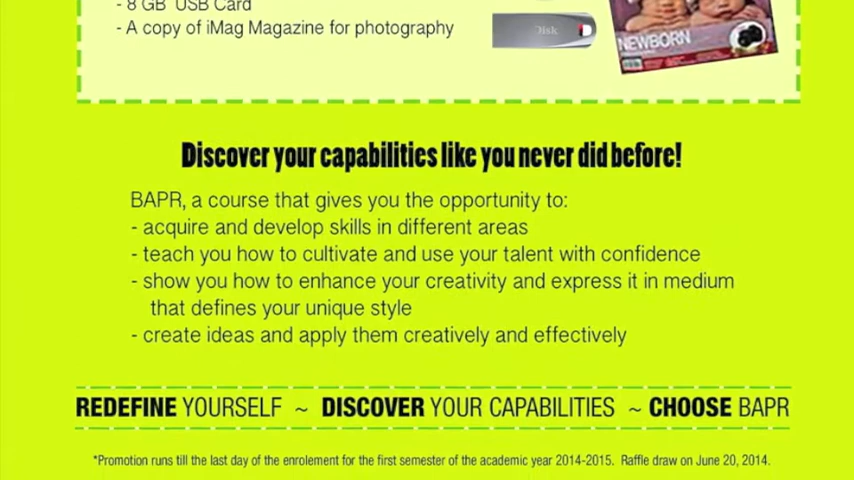 - 8 GB USB Card
- A copy of iMag Magazine for photography
Disk
NEWBORN
Discover your capabilities like you never did before!
BAPR, a course that gives you the opportunity to:
- acquire and develop skills in different areas
- teach you how to cultivate and use your talent with confidence
- show you how to enhance your creativity and express it in medium
that defines your unique style
- create ideas and apply them creatively and effectively
REDEFINE YOURSELF ~ DISCOVER YOUR CAPABILITIES ~ CHOOSE BAPR
*Promotion runs till the last day of the enrolement for the first semester of the academic year 2014-2015. Raffle draw on June 20, 2014.